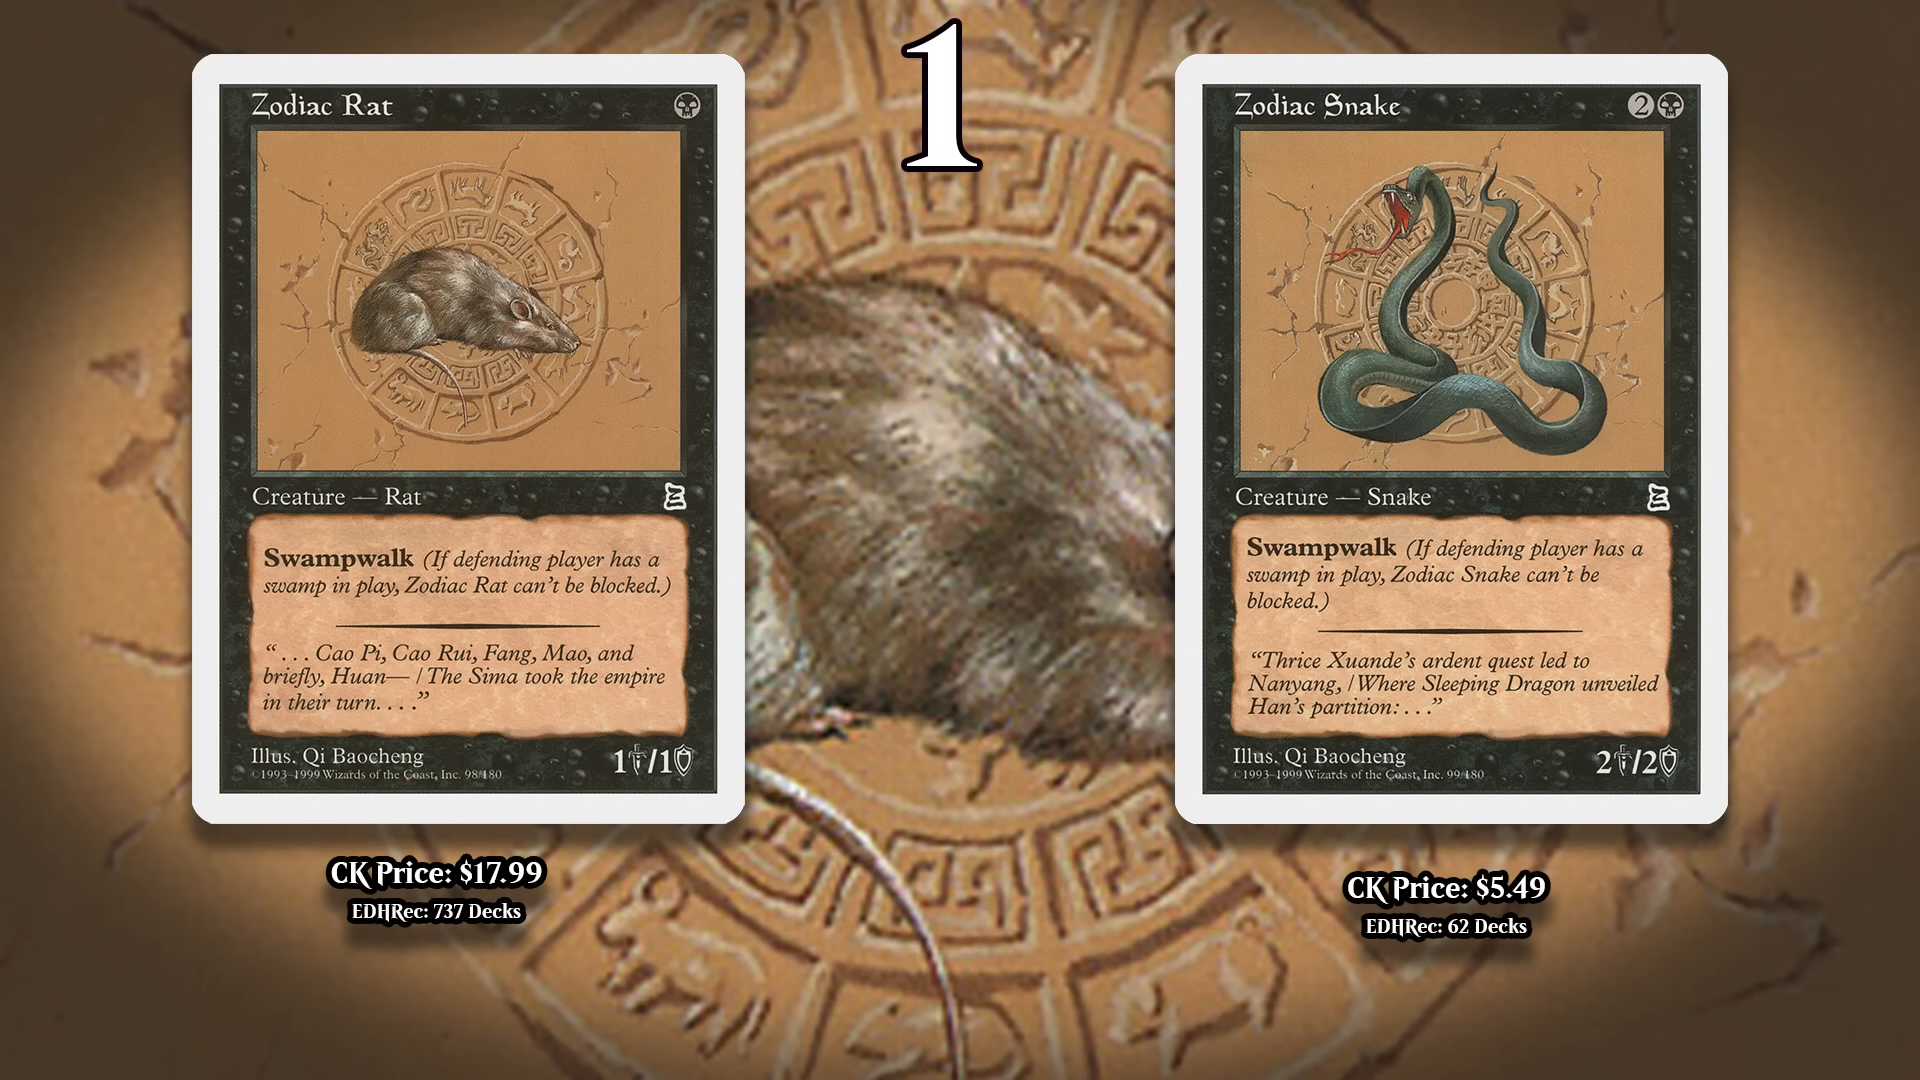 1
Zodiac Rat
Creature — Rat
Swampwalk (If defending player has a
swamp in play, Zodiac Rat can't be blocked.)
“ . . . Cao Pi, Cao Rui, Fang, Mao, and
briefly, Huan— / The Sima took the empire
in their turn. . . .”
Illus. Qi Baocheng
©1993–1999 Wizards of the Coast, Inc. 98/180
1/1
CK Price: $17.99
EDHRec: 737 Decks
Zodiac Snake
2
Creature — Snake
Swampwalk (If defending player has a
swamp in play, Zodiac Snake can't be
blocked.)
“Thrice Xuande's ardent quest led to
Nanyang, / Where Sleeping Dragon unveiled
Han's partition: . . .”
Illus. Qi Baocheng
©1993–1999 Wizards of the Coast, Inc. 99/180
2/2
CK Price: $5.49
EDHRec: 62 Decks